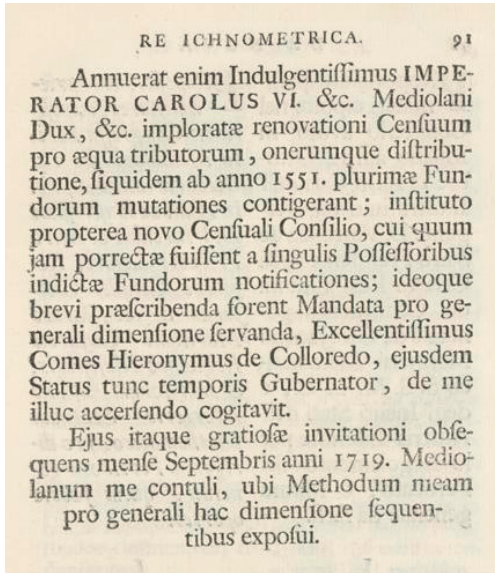 RE ICHNOMETRICA. 91
Annuerat enim Indulgentiſſimus IMPE-
RATOR CAROLUS VI. &c. Mediolani
Dux, &c. imploratæ renovationi Cenſuum
pro æqua tributorum, onerumque diſtribu-
tione, ſiquidem ab anno 1551. plurimæ Fun-
dorum mutationes contigerant; inſtituto
propterea novo Cenſuali Conſilio, cui quum
jam porrectæ fuiſſent a ſingulis Poſſeſſoribus
indictæ Fundorum notificationes; ideoque
brevi præſcribenda forent Mandata pro ge-
nerali dimenſione ſervanda, Excellentiſſimus
Comes Hieronymus de Colloredo, ejusdem
Status tunc temporis Gubernator, de me
illuc accerſendo cogitavit.
Ejus itaque gratioſæ invitationi obſe-
quens menſe Septembris anni 1719. Medio-
lanum me contuli, ubi Methodum meam
pro generali hac dimenſione ſequen-
tibus expoſui.